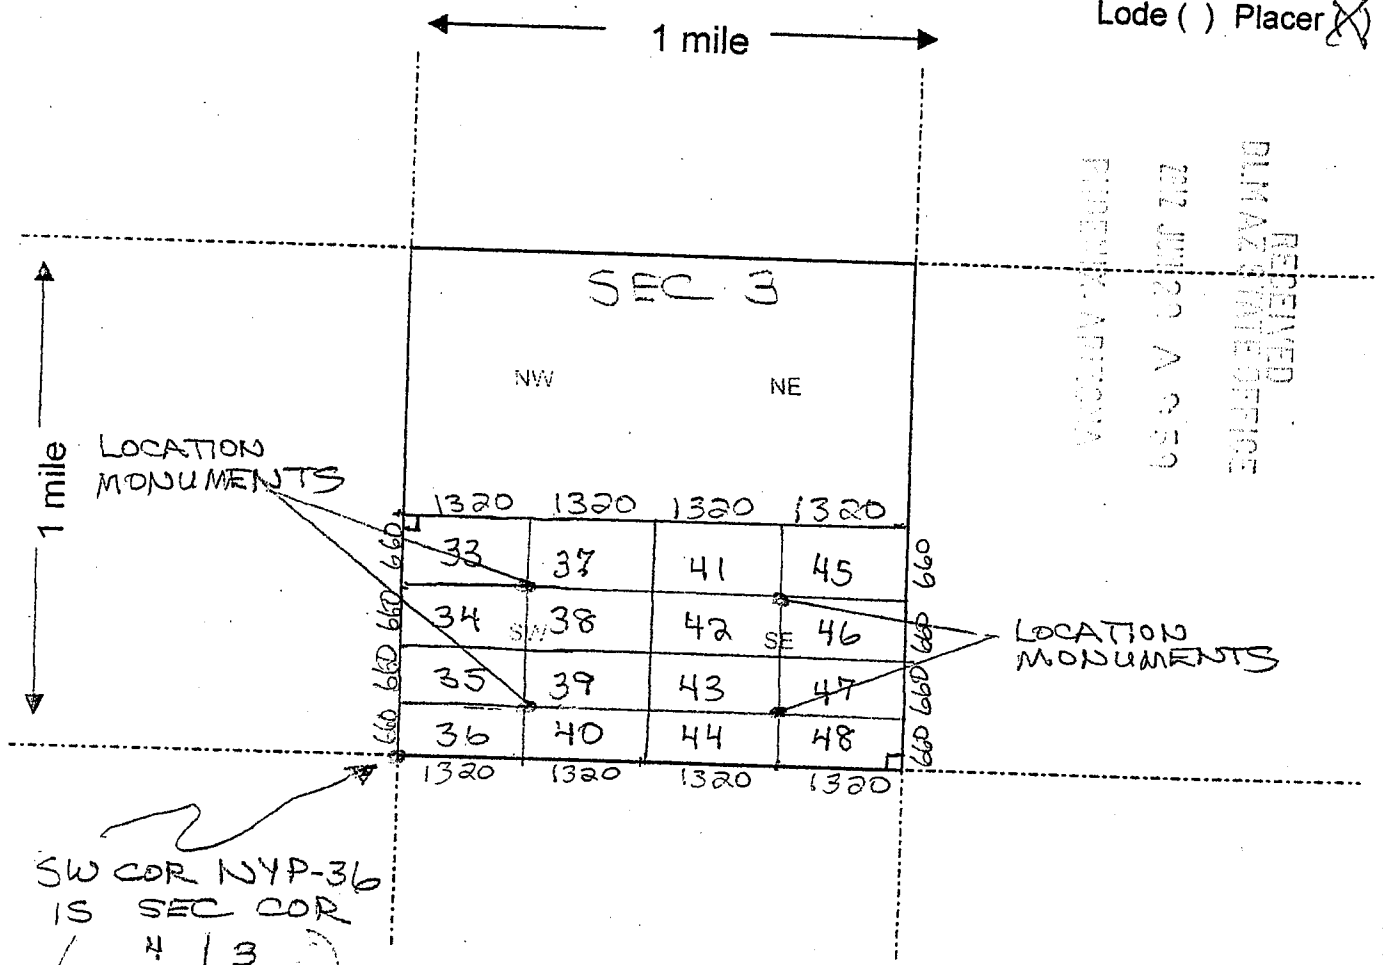 Lode ( ) Placer (X)
1 mile
RECEIVED
BLM AZ STATE OFFICE
SEC 3
NW NE
1 mile
LOCATION
MONUMENTS
1320 1320 1320 1320
660 33 37 41 45 660
660 34 SW 38 42 SE 46 660
660 35 39 43 47 660
660 36 40 44 48 660
1320 1320 1320 1320
LOCATION
MONUMENTS
SW COR NYP-36
IS SEC COR
4 | 3